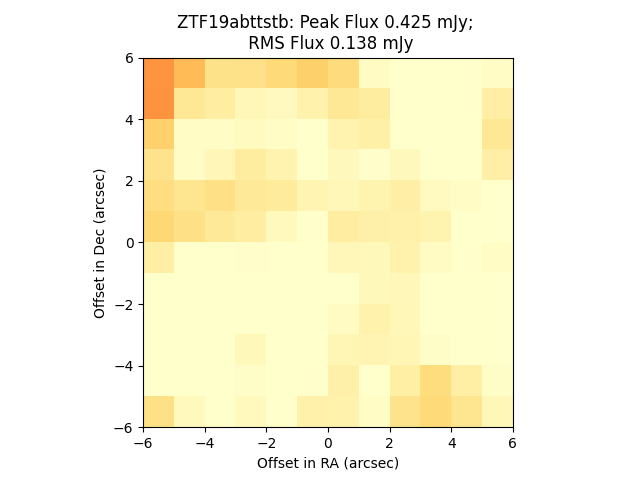 ZTF19abttstb: Peak Flux 0.425 mJy;
RMS Flux 0.138 mJy
6
4
2
0
−2
−4
−6
Offset in Dec (arcsec)
−6 −4 −2 0 2 4 6
Offset in RA (arcsec)